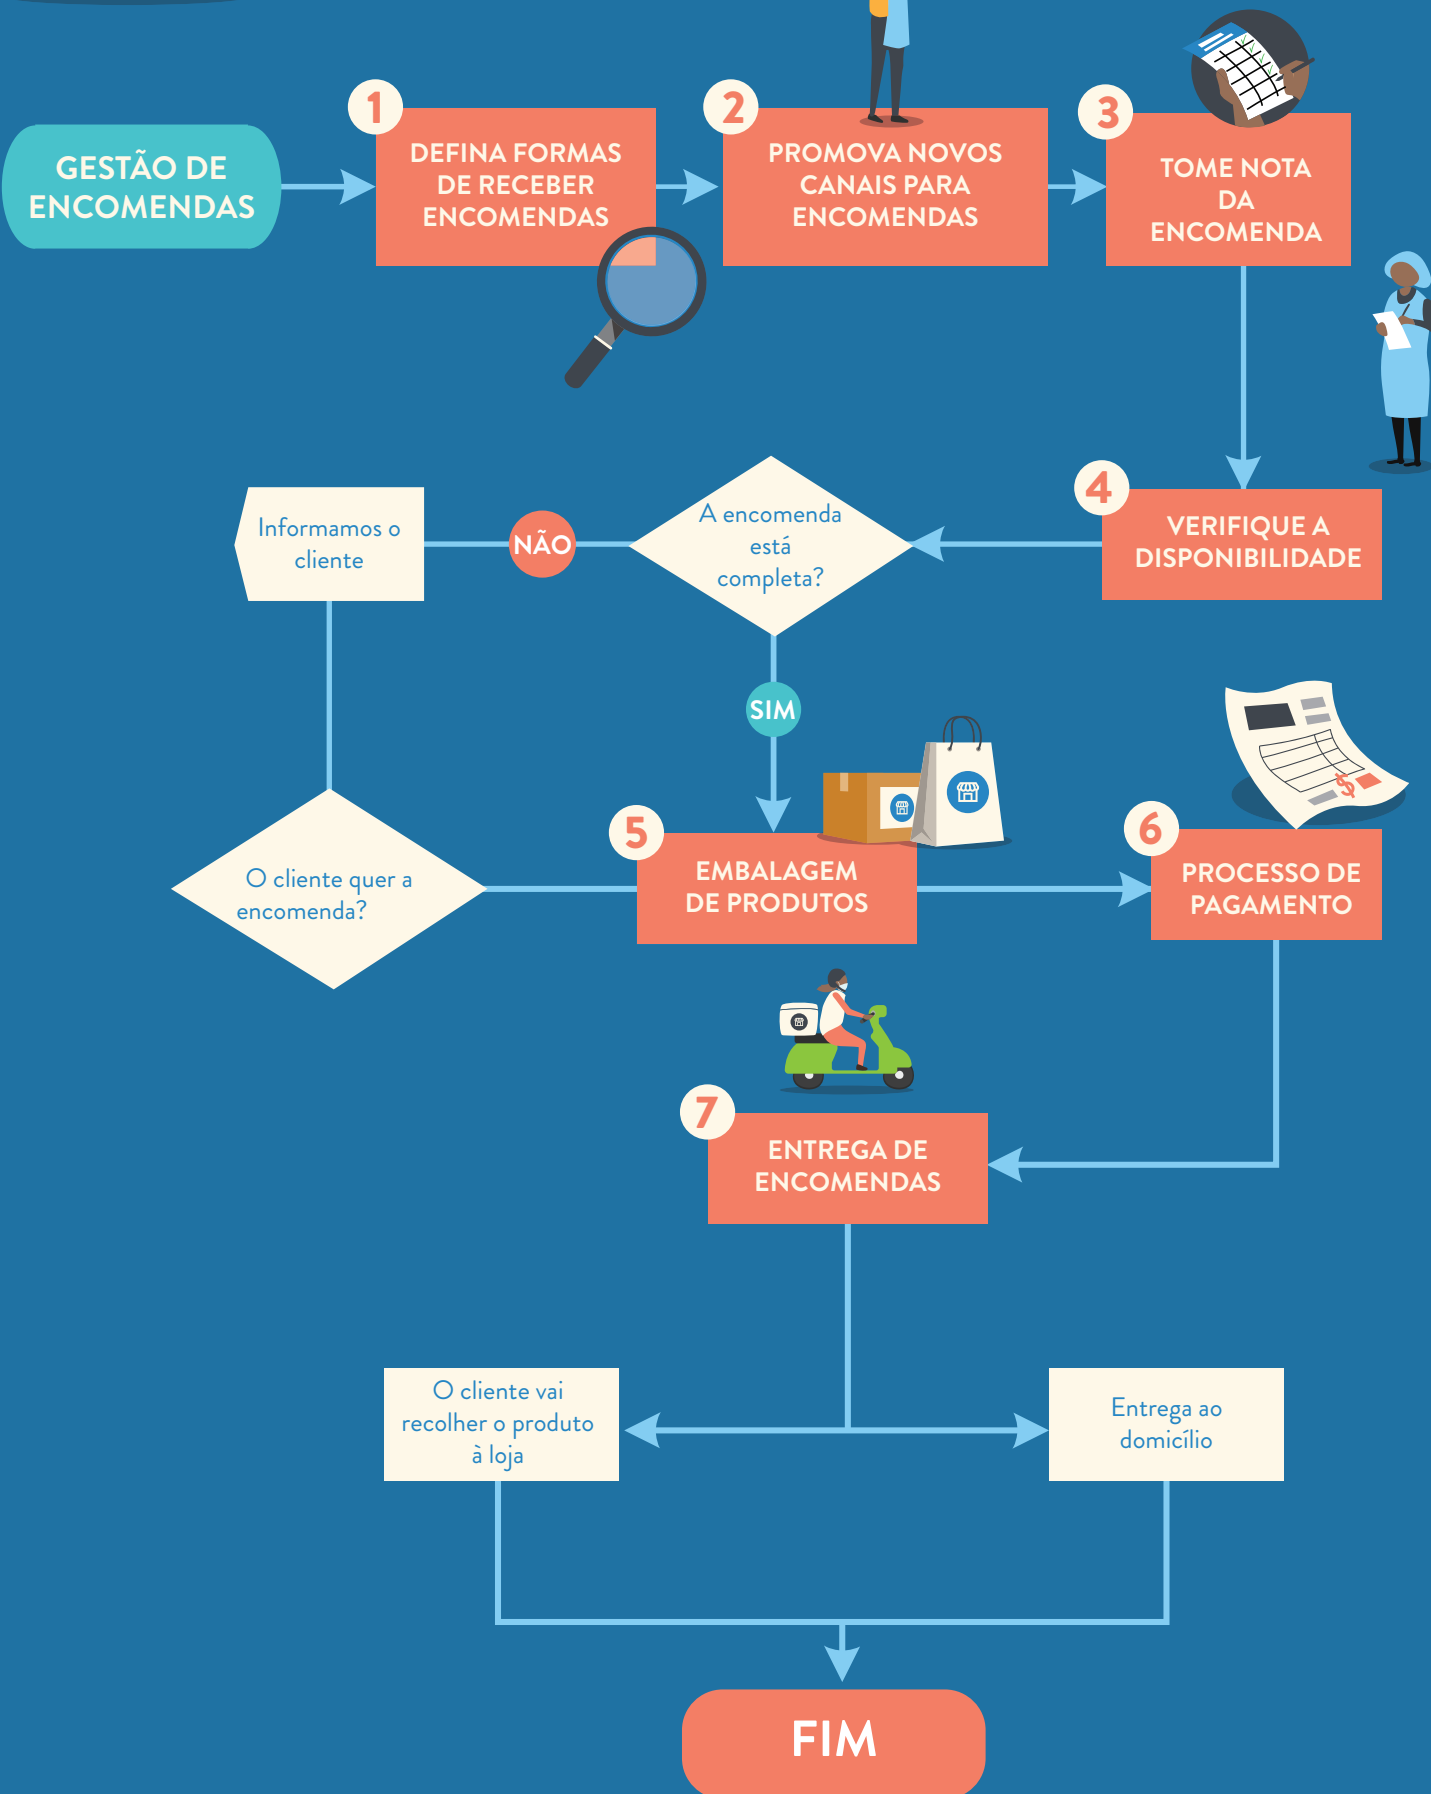 GESTÃO DE
ENCOMENDAS
1
DEFINA FORMAS
DE RECEBER
ENCOMENDAS
2
PROMOVA NOVOS
CANAIS PARA
ENCOMENDAS
3
TOME NOTA
DA
ENCOMENDA
4
VERIFIQUE A
DISPONIBILIDADE
A encomenda
está
completa?
NÃO
Informamos o
cliente
SIM
O cliente quer a
encomenda?
5
EMBALAGEM
DE PRODUTOS
$
6
PROCESSO DE
PAGAMENTO
7
ENTREGA DE
ENCOMENDAS
O cliente vai
recolher o produto
à loja
Entrega ao
domicílio
FIM